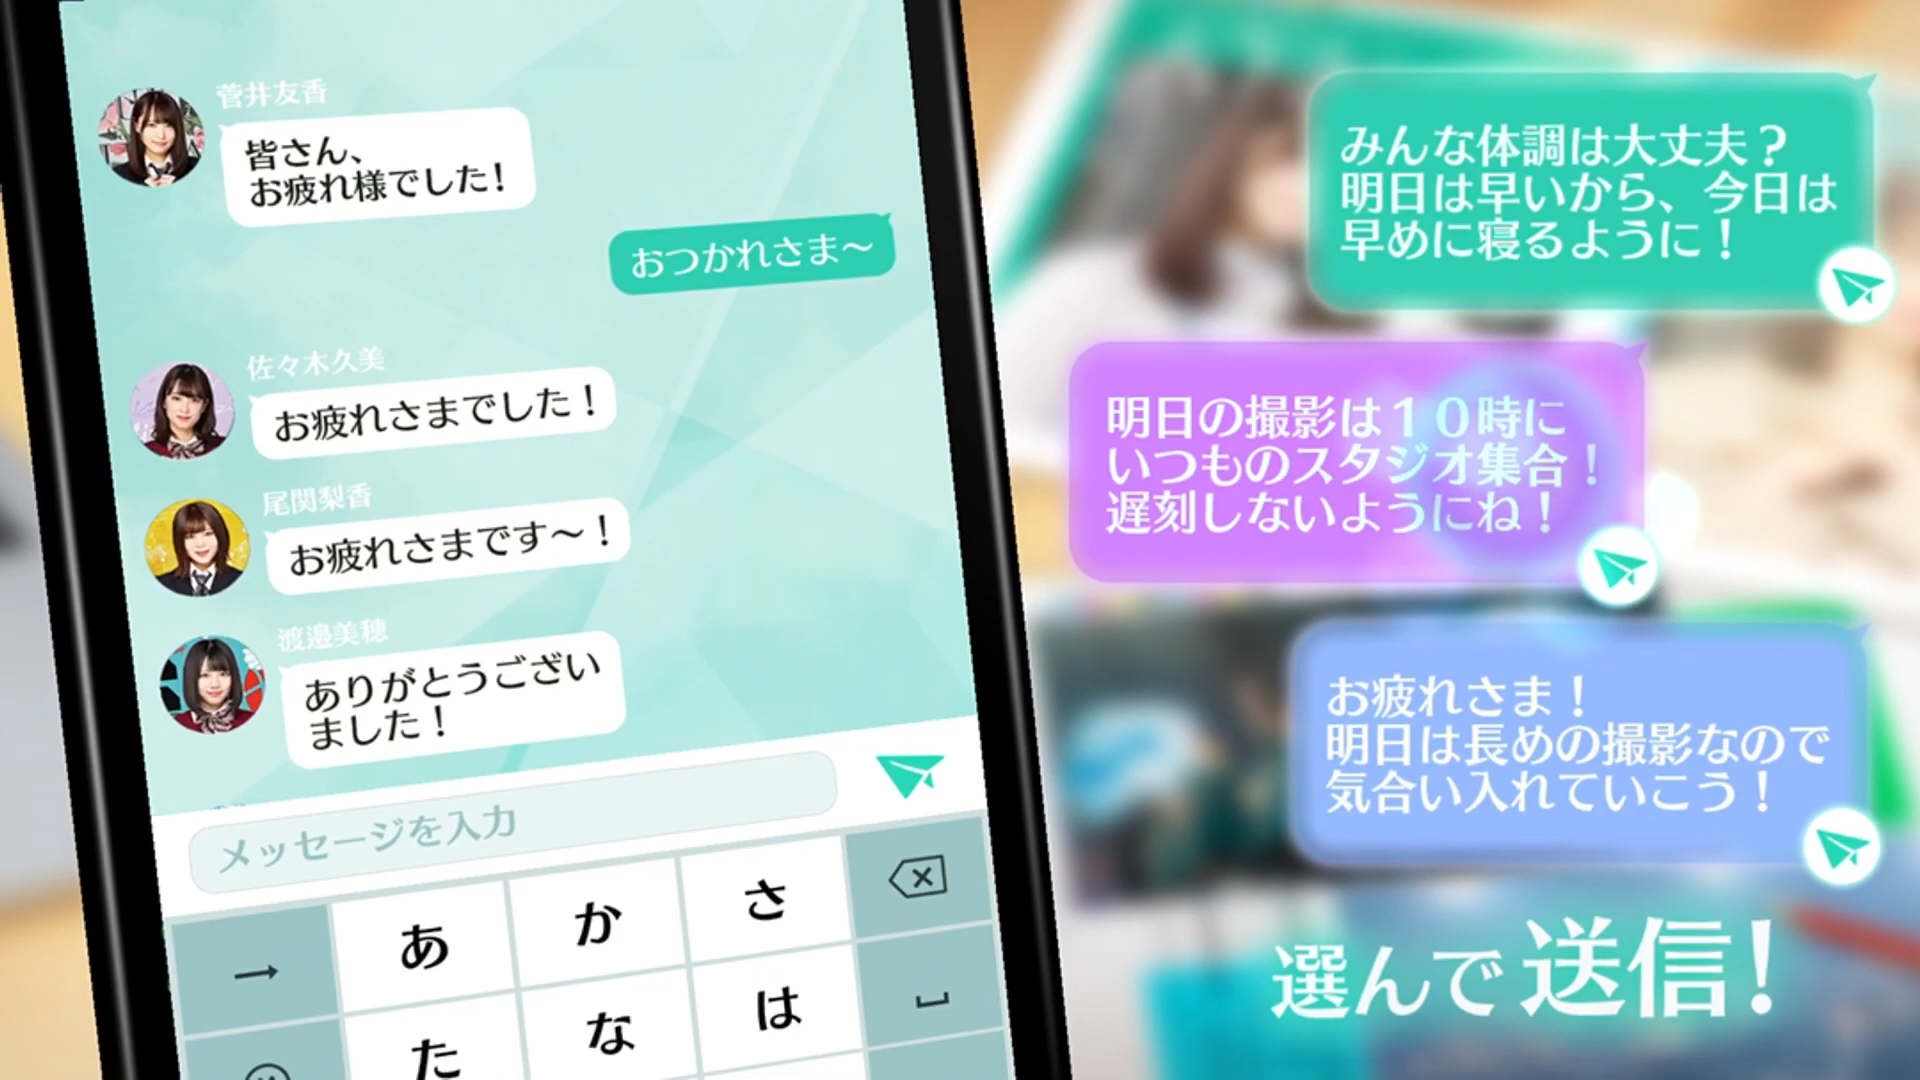 菅井友香
皆さん、
お疲れ様でした!
おつかれさま～
佐々木久美
お疲れさまでした！
尾関梨香
お疲れさまです～！
渡邉美穂
ありがとうござい
ました！
メッセージを入力
→
あ
か
さ
た
な
は
みんな体調は大丈夫？
明日は早いから、今日は
早めに寝るように！
明日の撮影は１０時に
いつものスタジオ集合！
遅刻しないようにね！
お疲れさま！
明日は長めの撮影なので
気合い入れていこう！
選んで送信!